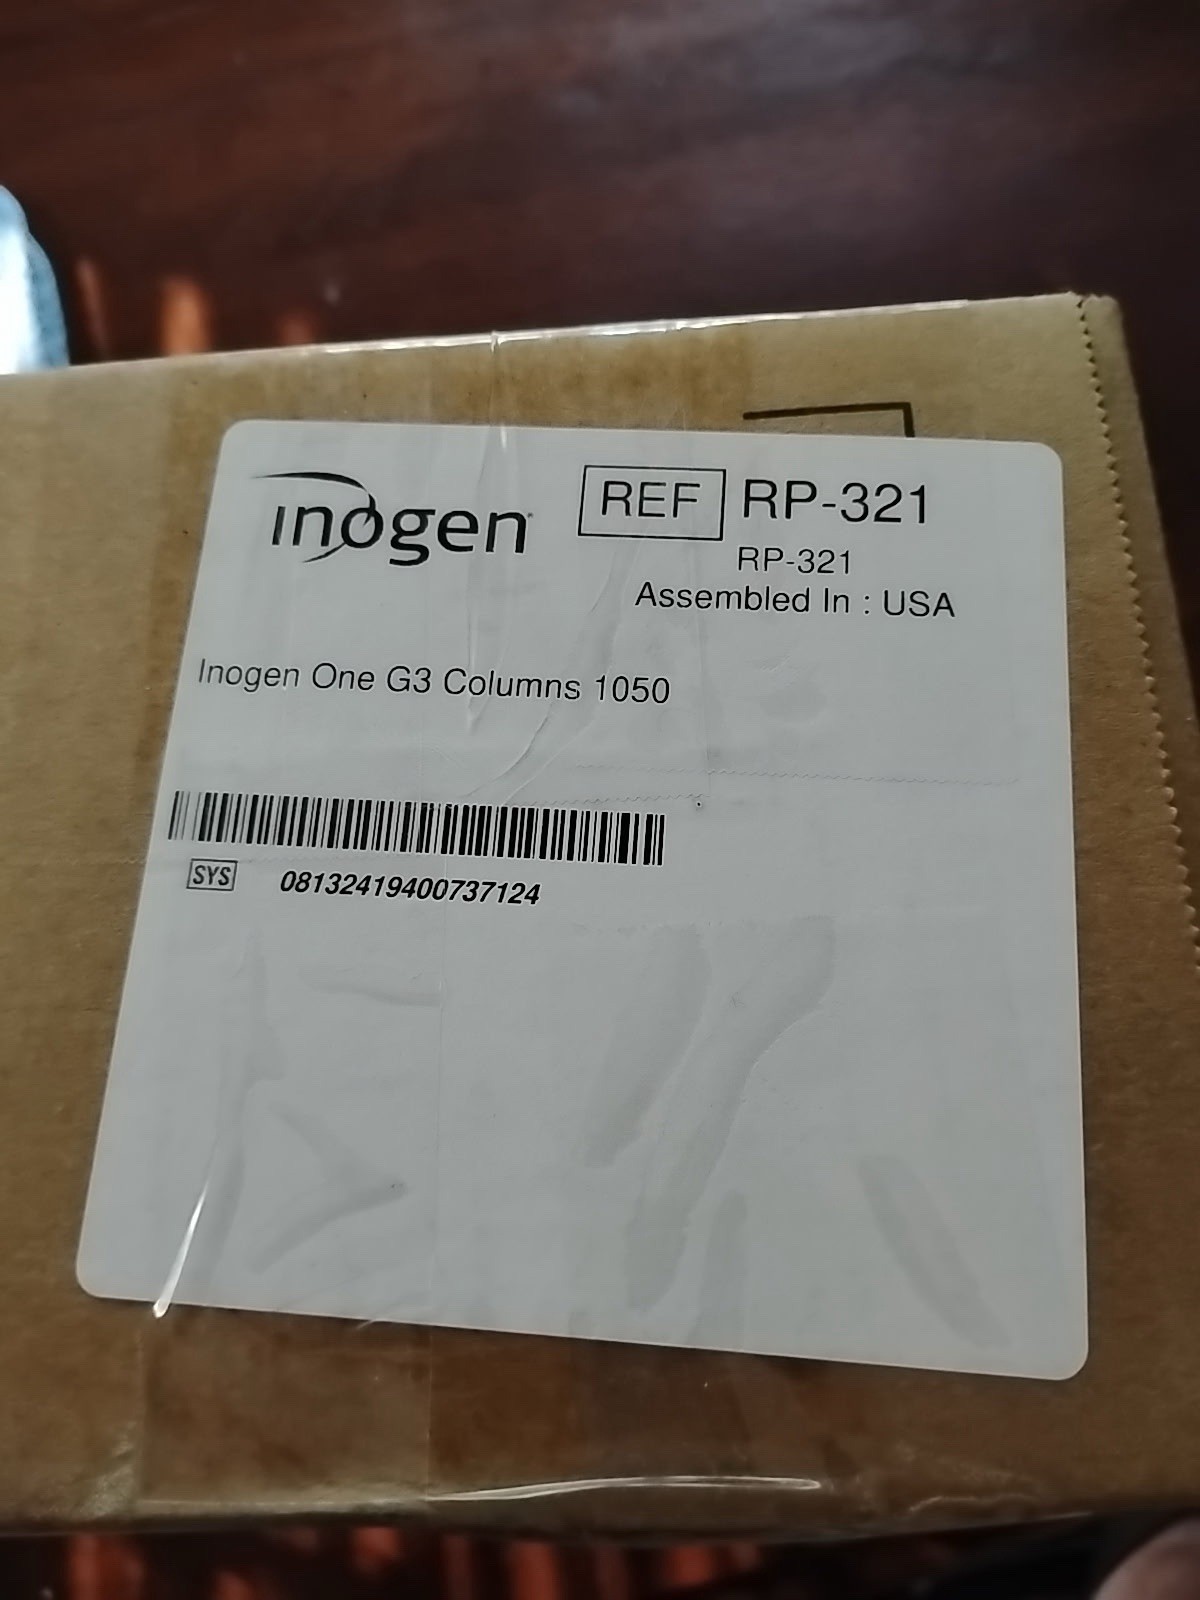 inogen
REF RP-321
RP-321
Assembled In : USA
Inogen One G3 Columns 1050
SYS 08132419400737124